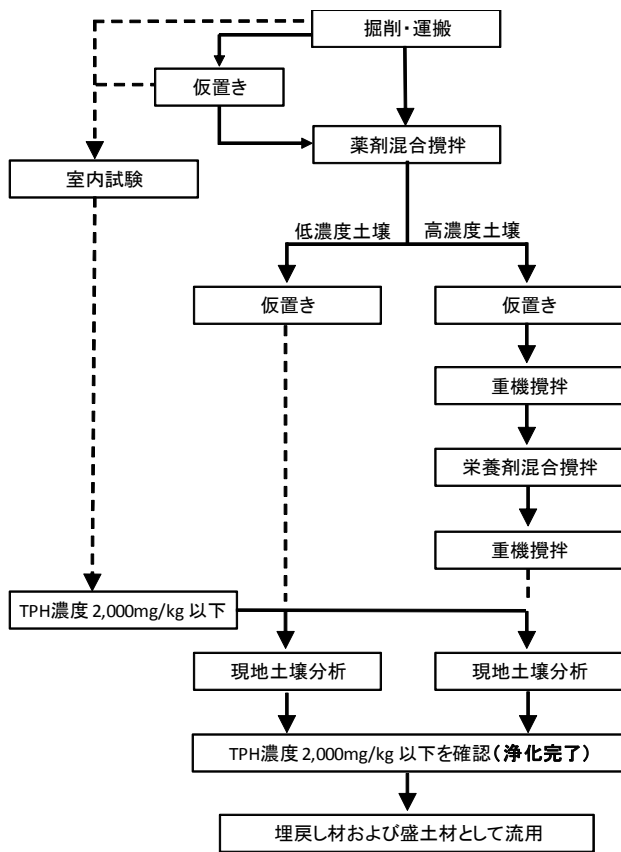 掘削・運搬
仮置き
薬剤混合攪拌
室内試験
低濃度土壌
高濃度土壌
仮置き
仮置き
重機攪拌
栄養剤混合攪拌
重機攪拌
TPH濃度 2,000mg/kg 以下
現地土壌分析
現地土壌分析
TPH濃度 2,000mg/kg 以下を確認(浄化完了)
埋戻し材および盛土材として流用